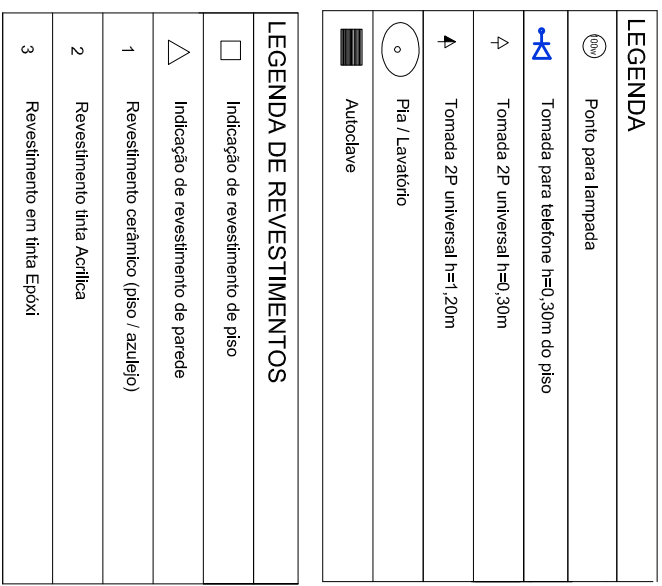 LEGENDA
100w Ponto para lampada
Tomada para telefone h=0,30m do piso
Tomada 2P universal h=0,30m
Tomada 2P universal h=1,20m
Pia / Lavatório
Autoclave
LEGENDA DE REVESTIMENTOS
Indicação de revestimento de piso
Indicação de revestimento de parede
1 Revestimento cerâmico (piso / azulejo)
2 Revestimento tinta Acrilica
3 Revestimento em tinta Epóxi